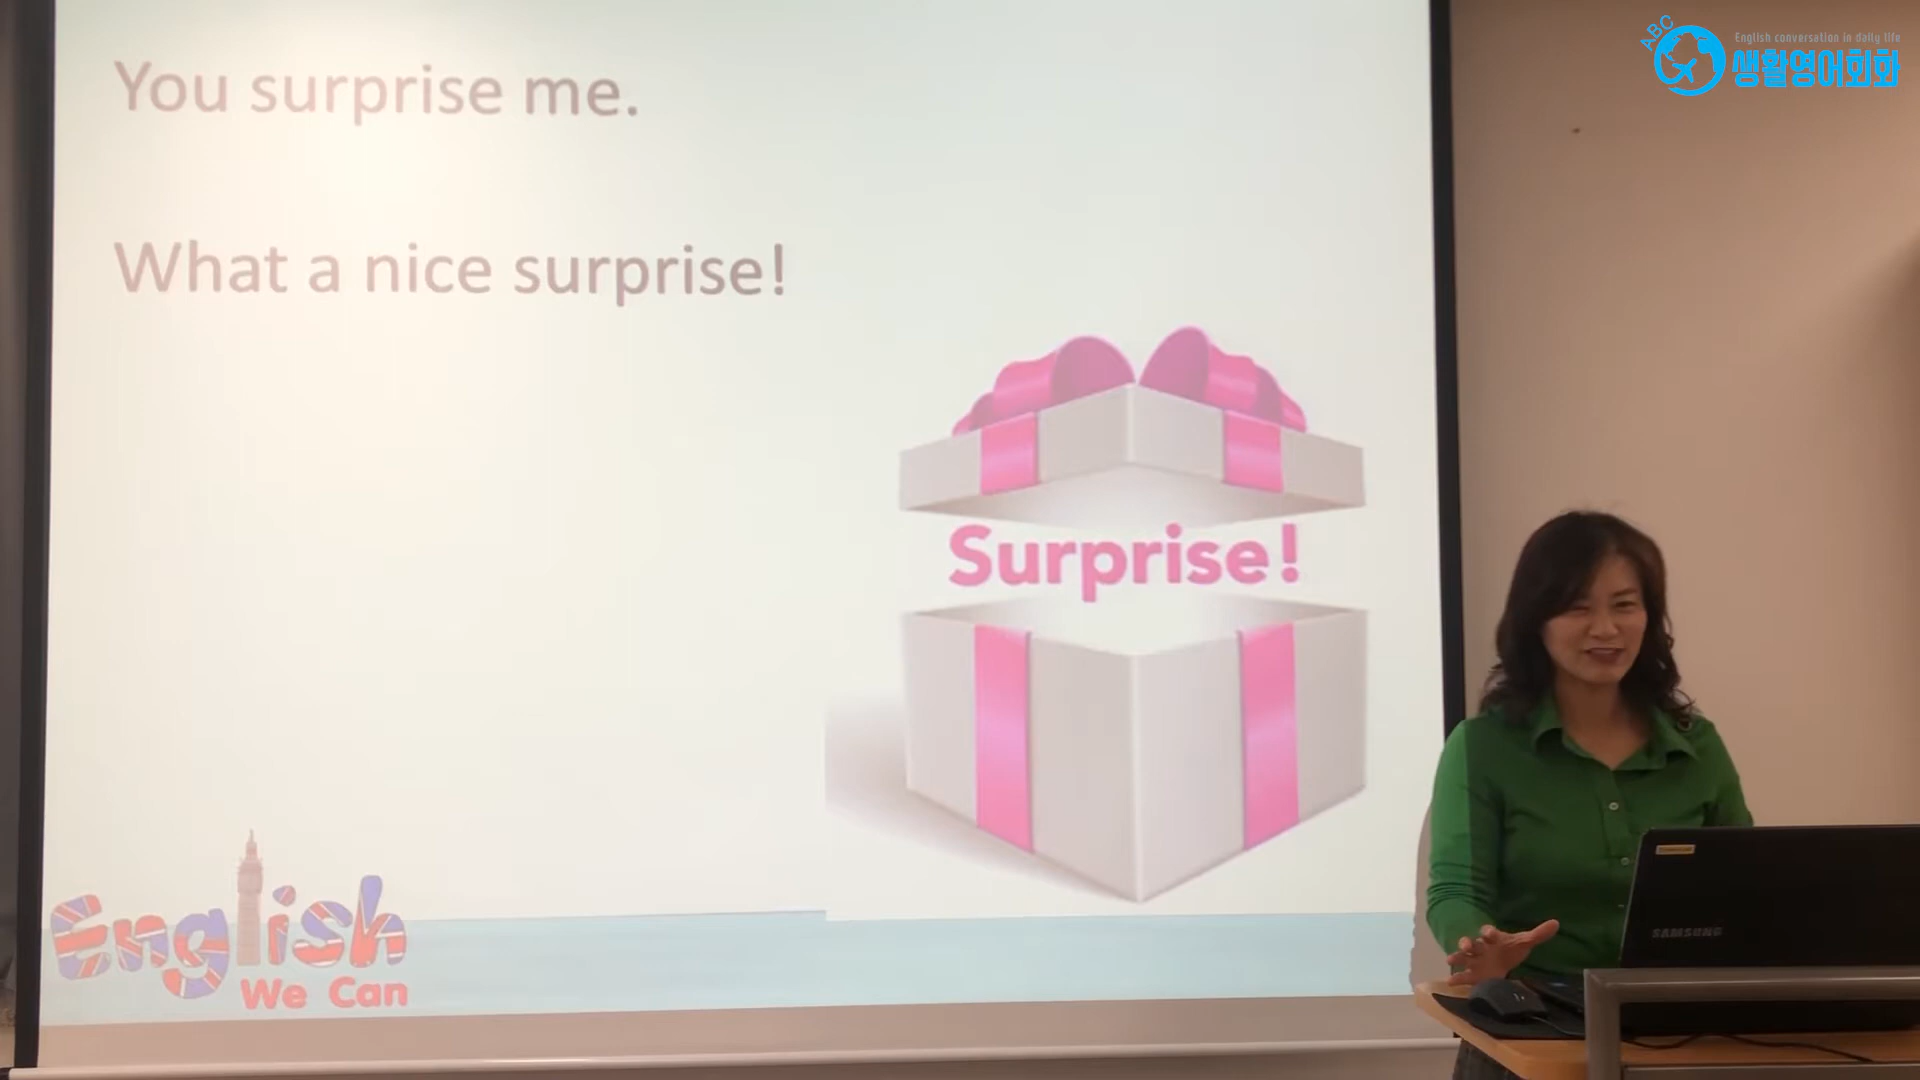 You surprise me.
What a nice surprise!
Surprise!
English
We Can
ABC
English conversation in daily life
생활영어회화
SAMSUNG